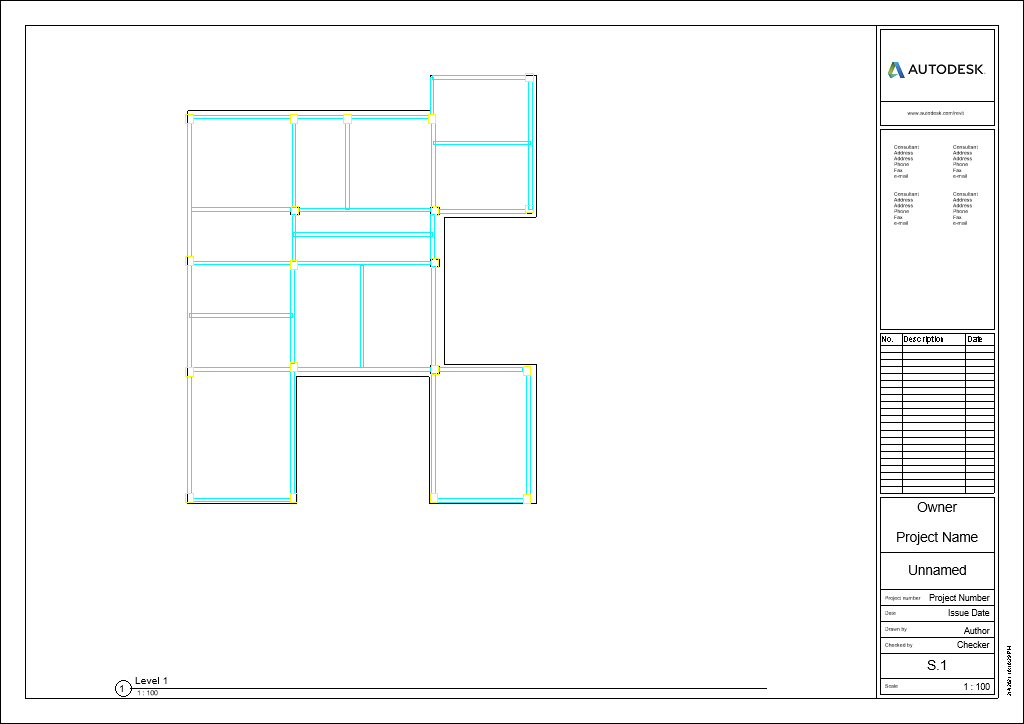 AUTODESK.
www.autodesk.com/revit
Consultant
Address
Address
Phone
Fax
e-mail
Consultant
Address
Address
Phone
Fax
e-mail
Consultant
Address
Address
Phone
Fax
e-mail
Consultant
Address
Address
Phone
Fax
e-mail
No. Description Date
Owner
Project Name
Unnamed
Project number Project Number
Date Issue Date
Drawn by Author
Checked by Checker
S.1
Scale 1 : 100
1 Level 1
1 : 100